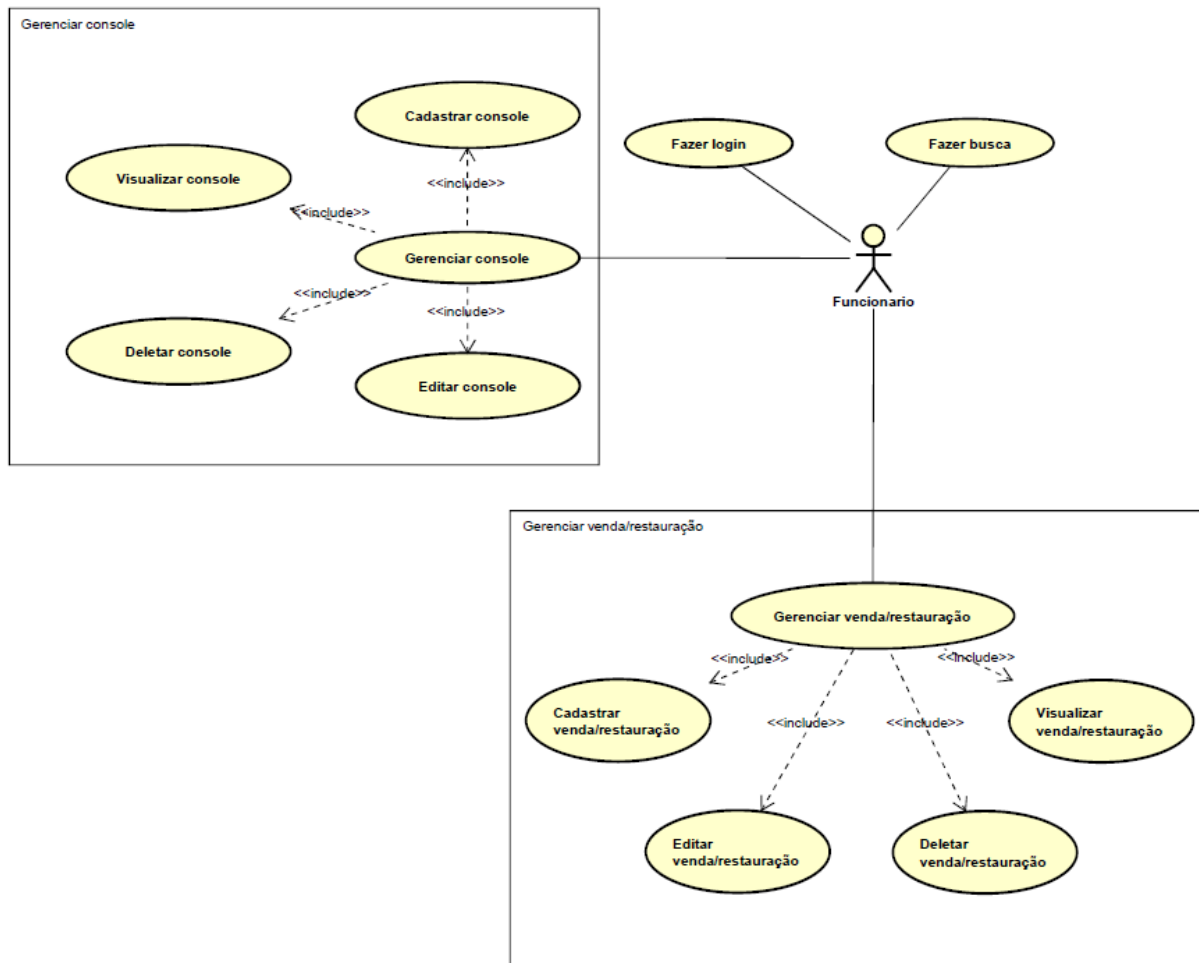 Gerenciar console
Cadastrar console
Fazer login
Fazer busca
Visualizar console
<<include>>
<<include>>
Gerenciar console
<<include>>
<<include>>
Funcionario
Deletar console
Editar console
Gerenciar venda/restauração
Gerenciar venda/restauração
<<include>>
<<include>>
Cadastrar
venda/restauração
<<include>>
<<include>>
Visualizar
venda/restauração
Editar
venda/restauração
Deletar
venda/restauração